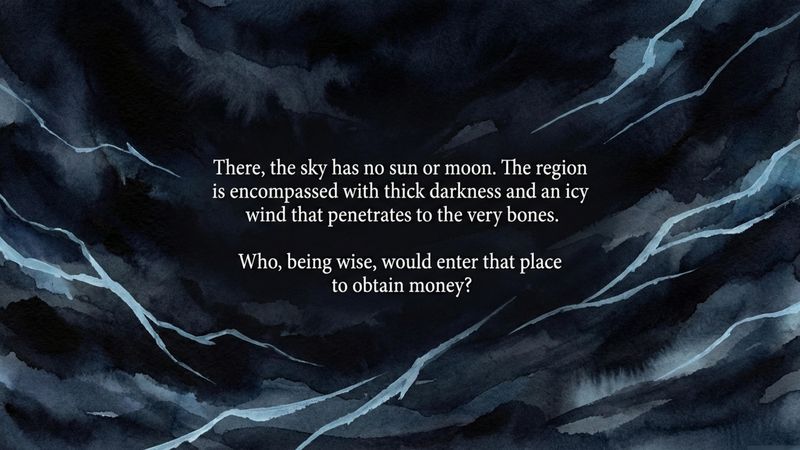 There, the sky has no sun or moon. The region
is encompassed with thick darkness and an icy
wind that penetrates to the very bones.
Who, being wise, would enter that place
to obtain money?